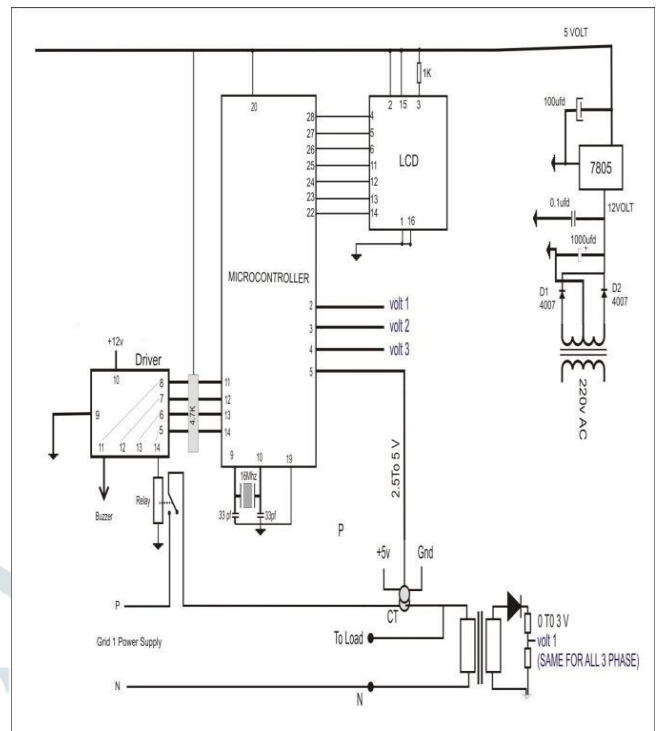 5 VOLT
1K
20
2 15 3
100ufd
28 4
27 5
26 6
25 11
24 12
23 13
22 14
LCD
7805
1 16
0.1ufd
12VOLT
1000ufd
+
MICROCONTROLLER
D1
4007
D2
4007
2 volt 1
3 volt 2
4 volt 3
5
220v AC
+12v
Driver
10
8 11
7 12
6 13
5 14
9
4.7K
11 12 13 14
9 10 19
16Mhz
33 pf 33pf
2.5To 5 V
Buzzer
Relay
P
+5v Gnd
P
CT
0 TO 3 V
volt 1
(SAME FOR ALL 3 PHASE)
To Load
Grid 1 Power Supply
N
N